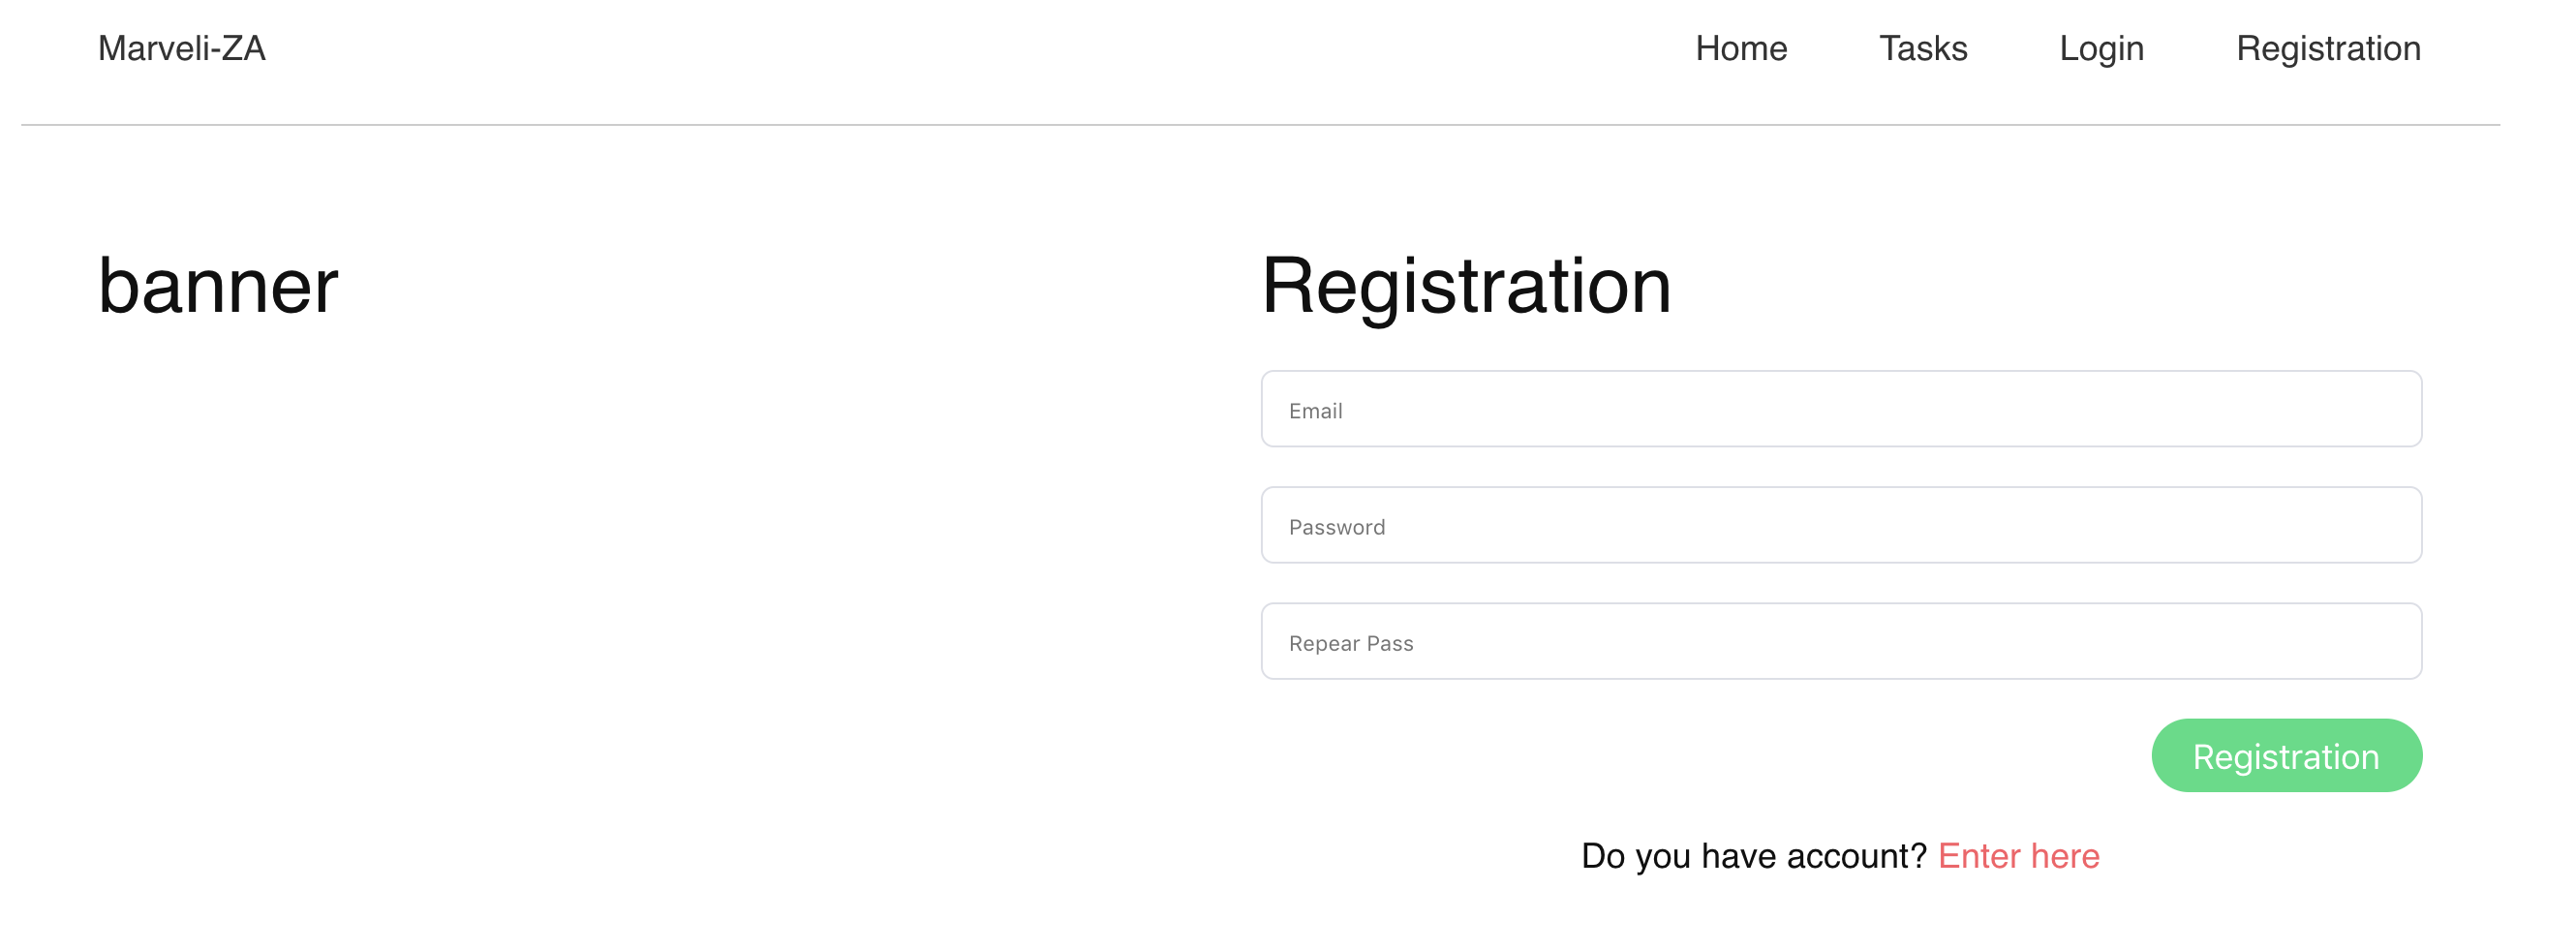 Marveli-ZA Home Tasks Login Registration
banner
Registration
Email
Password
Repear Pass
Registration
Do you have account? Enter here